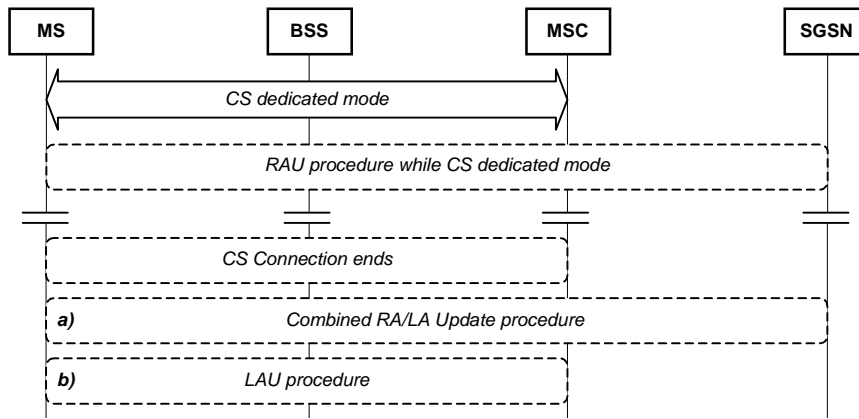 MS BSS MSC SGSN
CS dedicated mode
RAU procedure while CS dedicated mode
CS Connection ends
a) Combined RA/LA Update procedure
b) LAU procedure